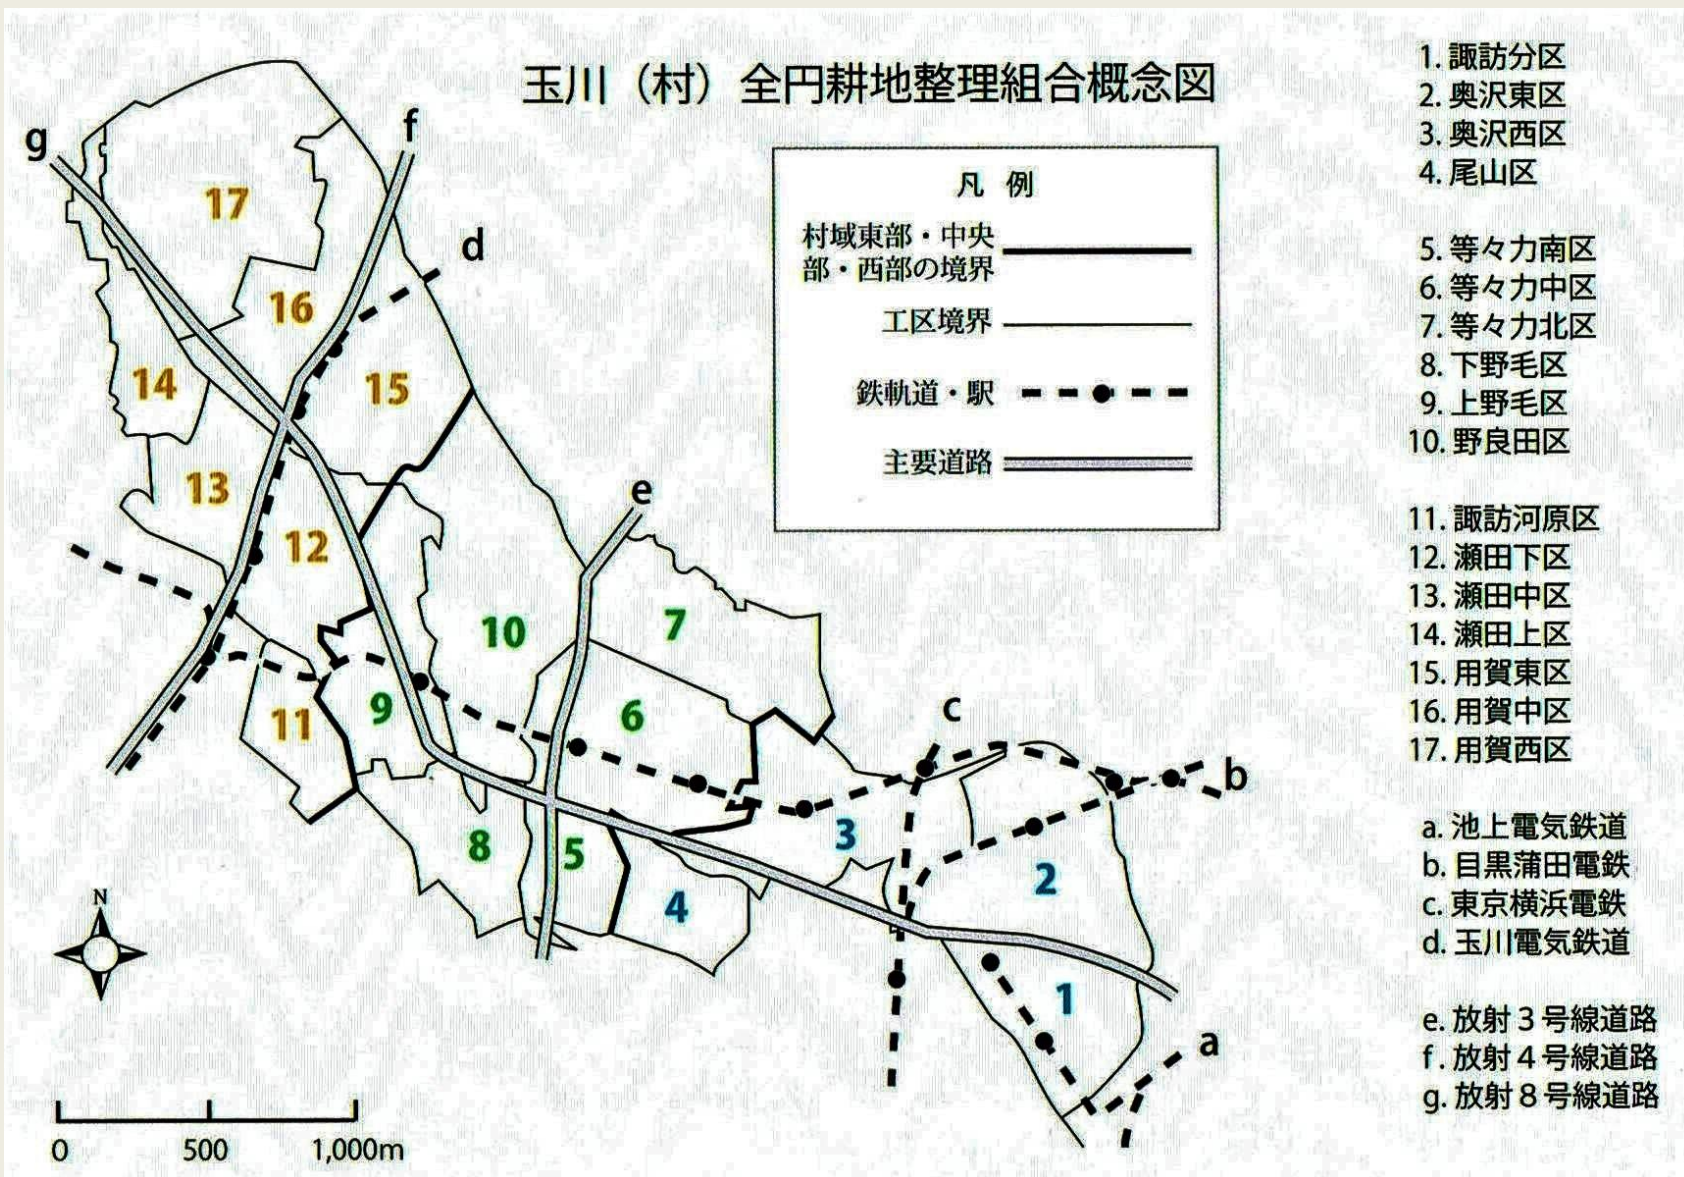 玉川（村）全円耕地整理組合概念図
凡 例
村域東部・中央
部・西部の境界
工区境界
鉄軌道・駅
主要道路
g
f
d
e
c
b
a
17
16
14
15
13
12
10
7
11
9
6
8
5
3
4
2
1
N
0
500
1,000m
1. 諏訪分区
2. 奥沢東区
3. 奥沢西区
4. 尾山区
5. 等々力南区
6. 等々力中区
7. 等々力北区
8. 下野毛区
9. 上野毛区
10. 野良田区
11. 諏訪河原区
12. 瀬田下区
13. 瀬田中区
14. 瀬田上区
15. 用賀東区
16. 用賀中区
17. 用賀西区
a. 池上電気鉄道
b. 目黒蒲田電鉄
c. 東京横浜電鉄
d. 玉川電気鉄道
e. 放射３号線道路
f. 放射４号線道路
g. 放射８号線道路